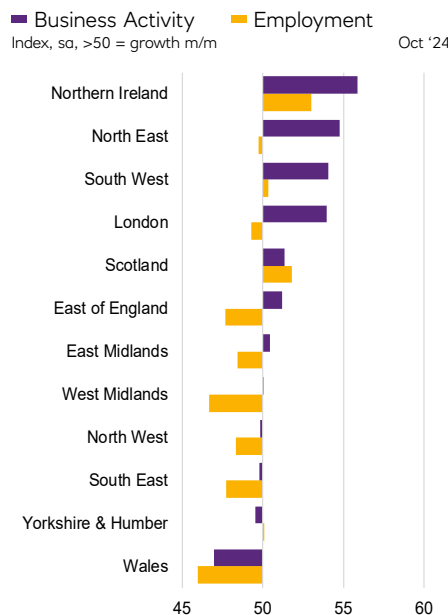 Business Activity Employment
Index, sa, >50 = growth m/m Oct ‘24
Northern Ireland
North East
South West
London
Scotland
East of England
East Midlands
West Midlands
North West
South East
Yorkshire & Humber
Wales
45 50 55 60